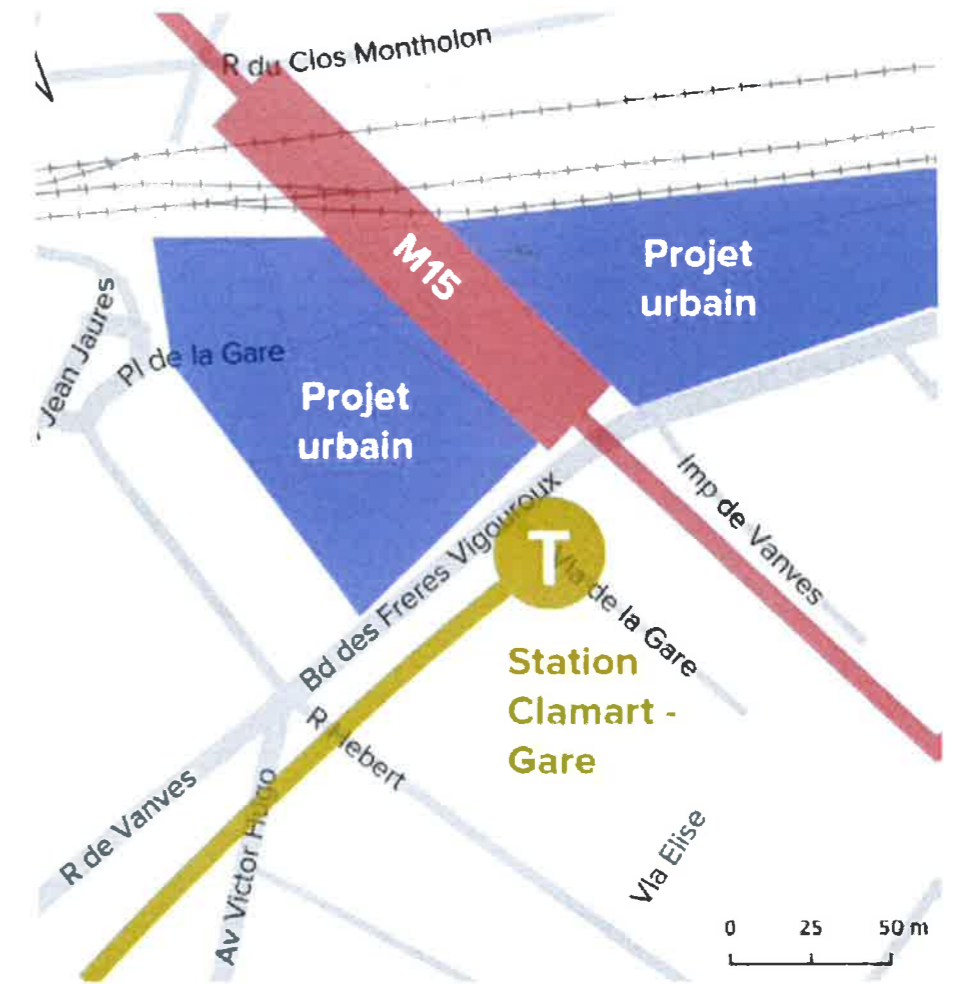 R du Clos Montholon
M15
Projet
urbain
Jean Jaures
Pl de la Gare
Projet
urbain
Imp de Vanves
Bd des Freres Vigouroux
T
Vla de la Gare
Station
Clamart -
Gare
R Hebert
R de Vanves
Av Victor Hugo
Vla Elise
0 25 50 m